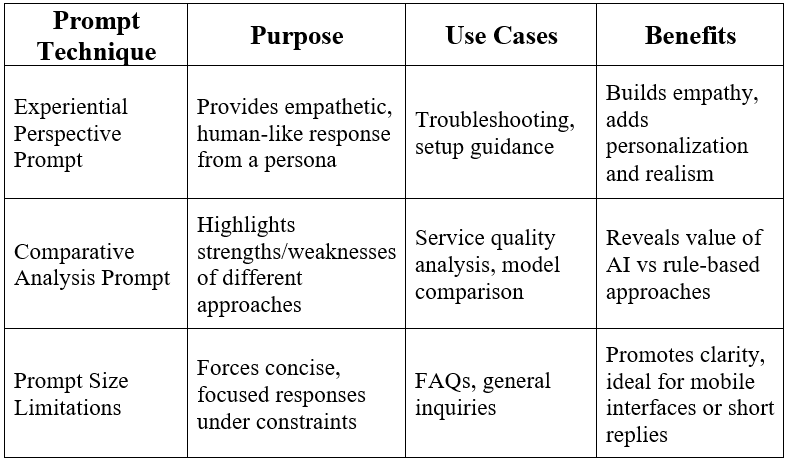 Prompt
Technique
Purpose
Use Cases
Benefits
Experiential
Perspective
Prompt
Provides empathetic,
human-like response
from a persona
Troubleshooting,
setup guidance
Builds empathy,
adds
personalization
and realism
Comparative
Analysis Prompt
Highlights
strengths/weaknesses
of different
approaches
Service quality
analysis, model
comparison
Reveals value of
AI vs rule-based
approaches
Prompt Size
Limitations
Forces concise,
focused responses
under constraints
FAQs, general
inquiries
Promotes clarity,
ideal for mobile
interfaces or short
replies